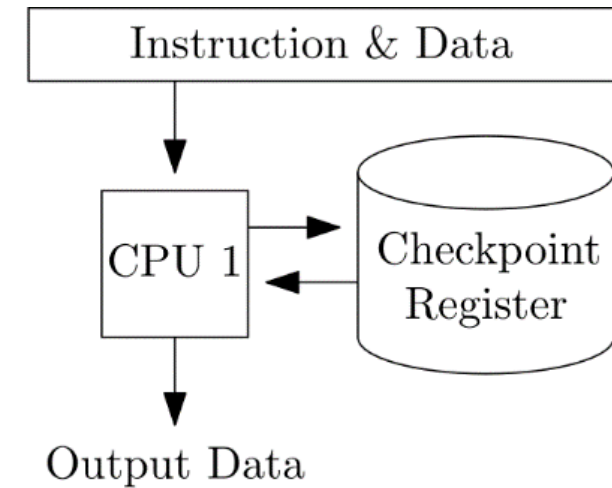 Instruction & Data
CPU 1
Checkpoint
Register
Output Data